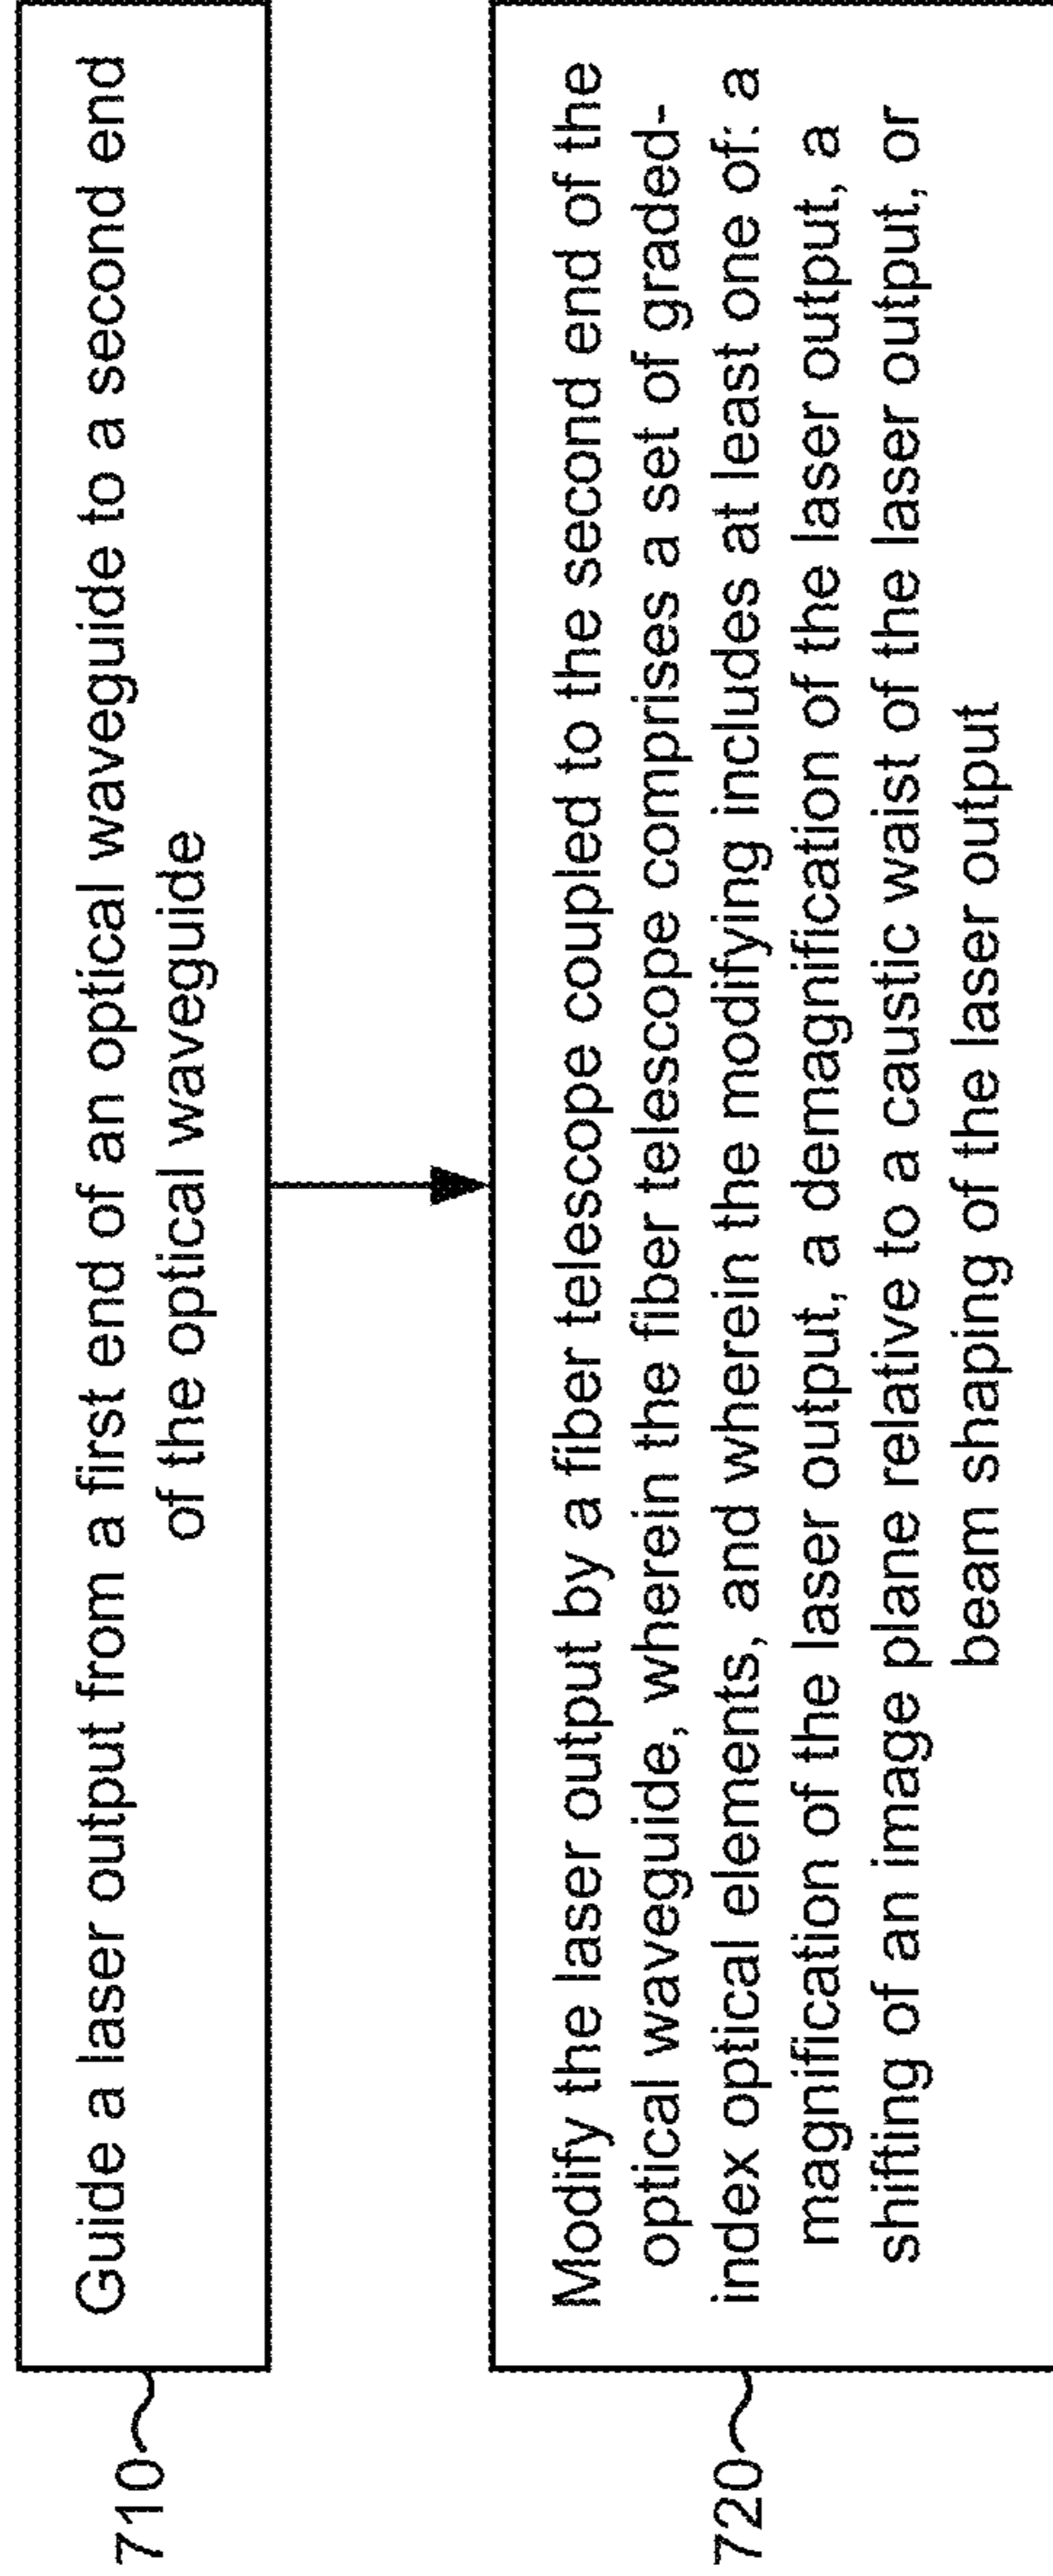 710
Guide a laser output from a first end of an optical waveguide to a second end
of the optical waveguide
720
Modify the laser output by a fiber telescope coupled to the second end of the
optical waveguide, wherein the fiber telescope comprises a set of graded-
index optical elements, and wherein the modifying includes at least one of: a
magnification of the laser output, a demagnification of the laser output, a
shifting of an image plane relative to a caustic waist of the laser output, or
beam shaping of the laser output